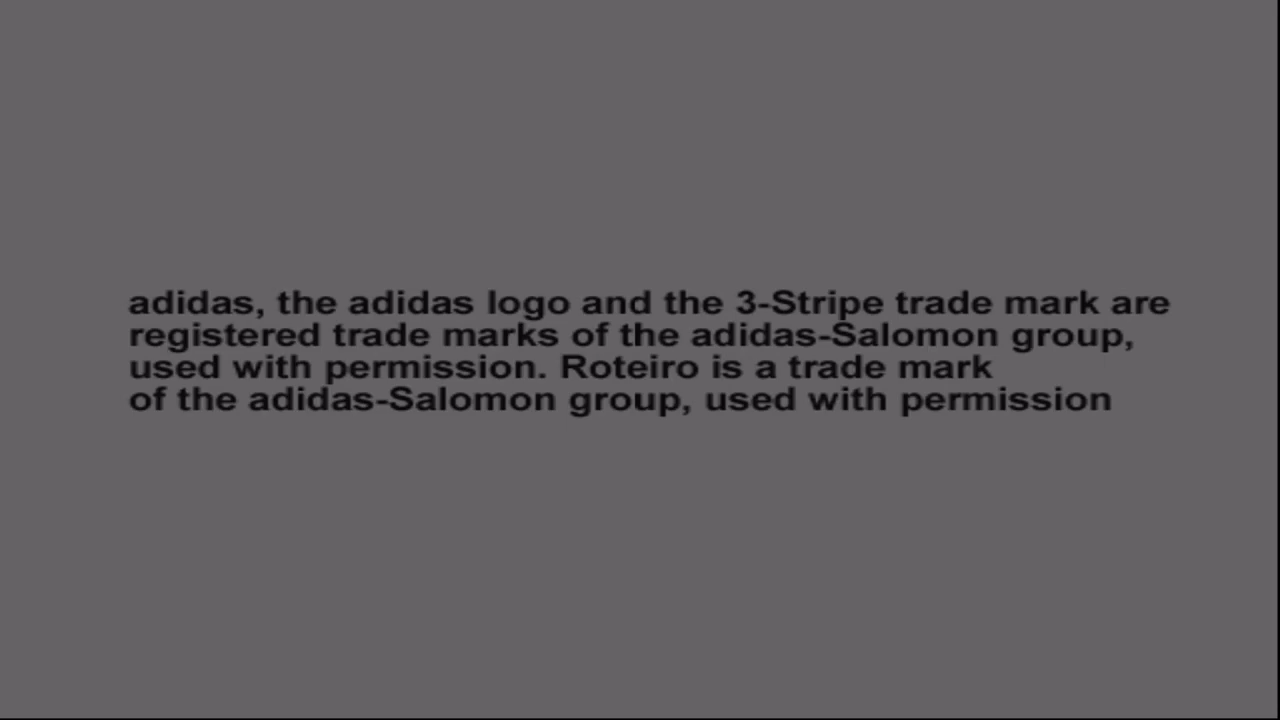 adidas, the adidas logo and the 3-Stripe trade mark are
registered trade marks of the adidas-Salomon group,
used with permission. Roteiro is a trade mark
of the adidas-Salomon group, used with permission